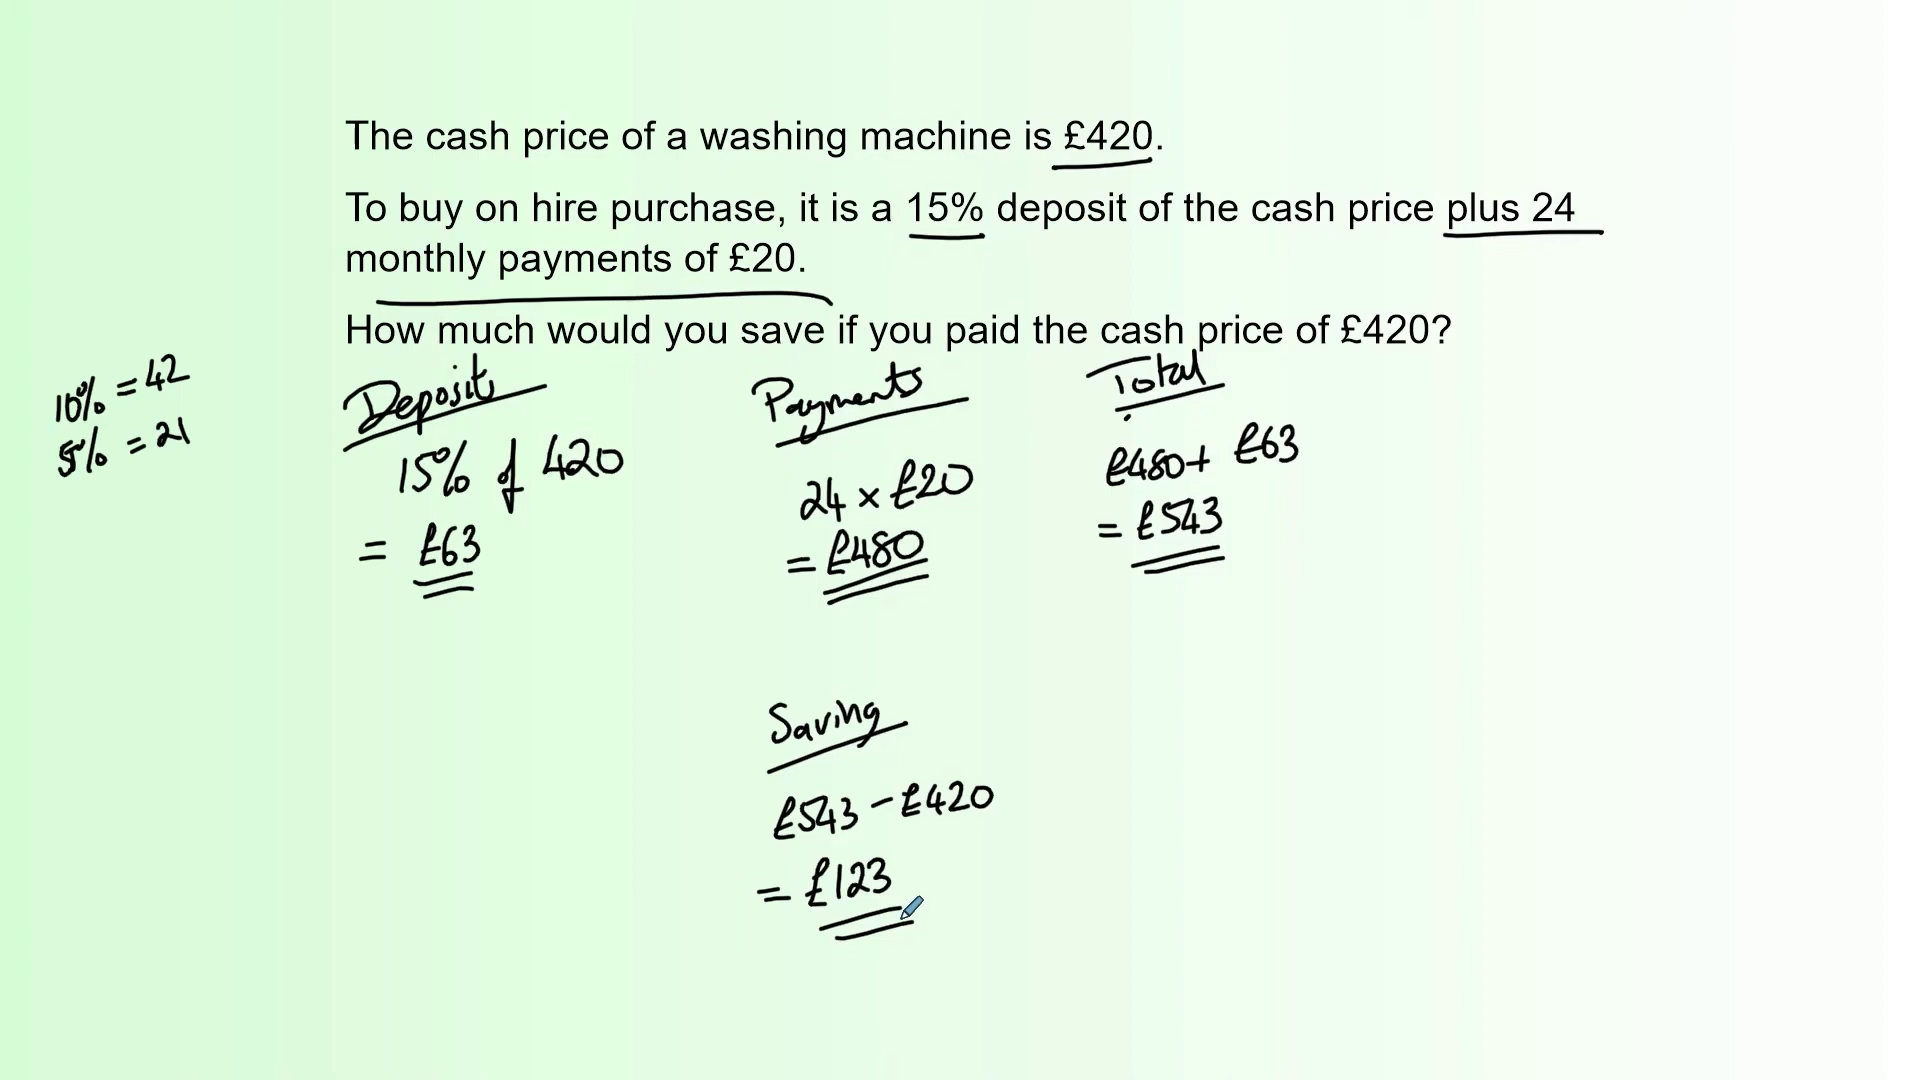 The cash price of a washing machine is £420.
To buy on hire purchase, it is a 15% deposit of the cash price plus 24
monthly payments of £20.
How much would you save if you paid the cash price of £420?
10% = 42
5% = 21
Deposit
15% of 420
= £63
Payments
24 × £20
= £480
Total
£480 + £63
= £543
Saving
£543 - £420
= £123